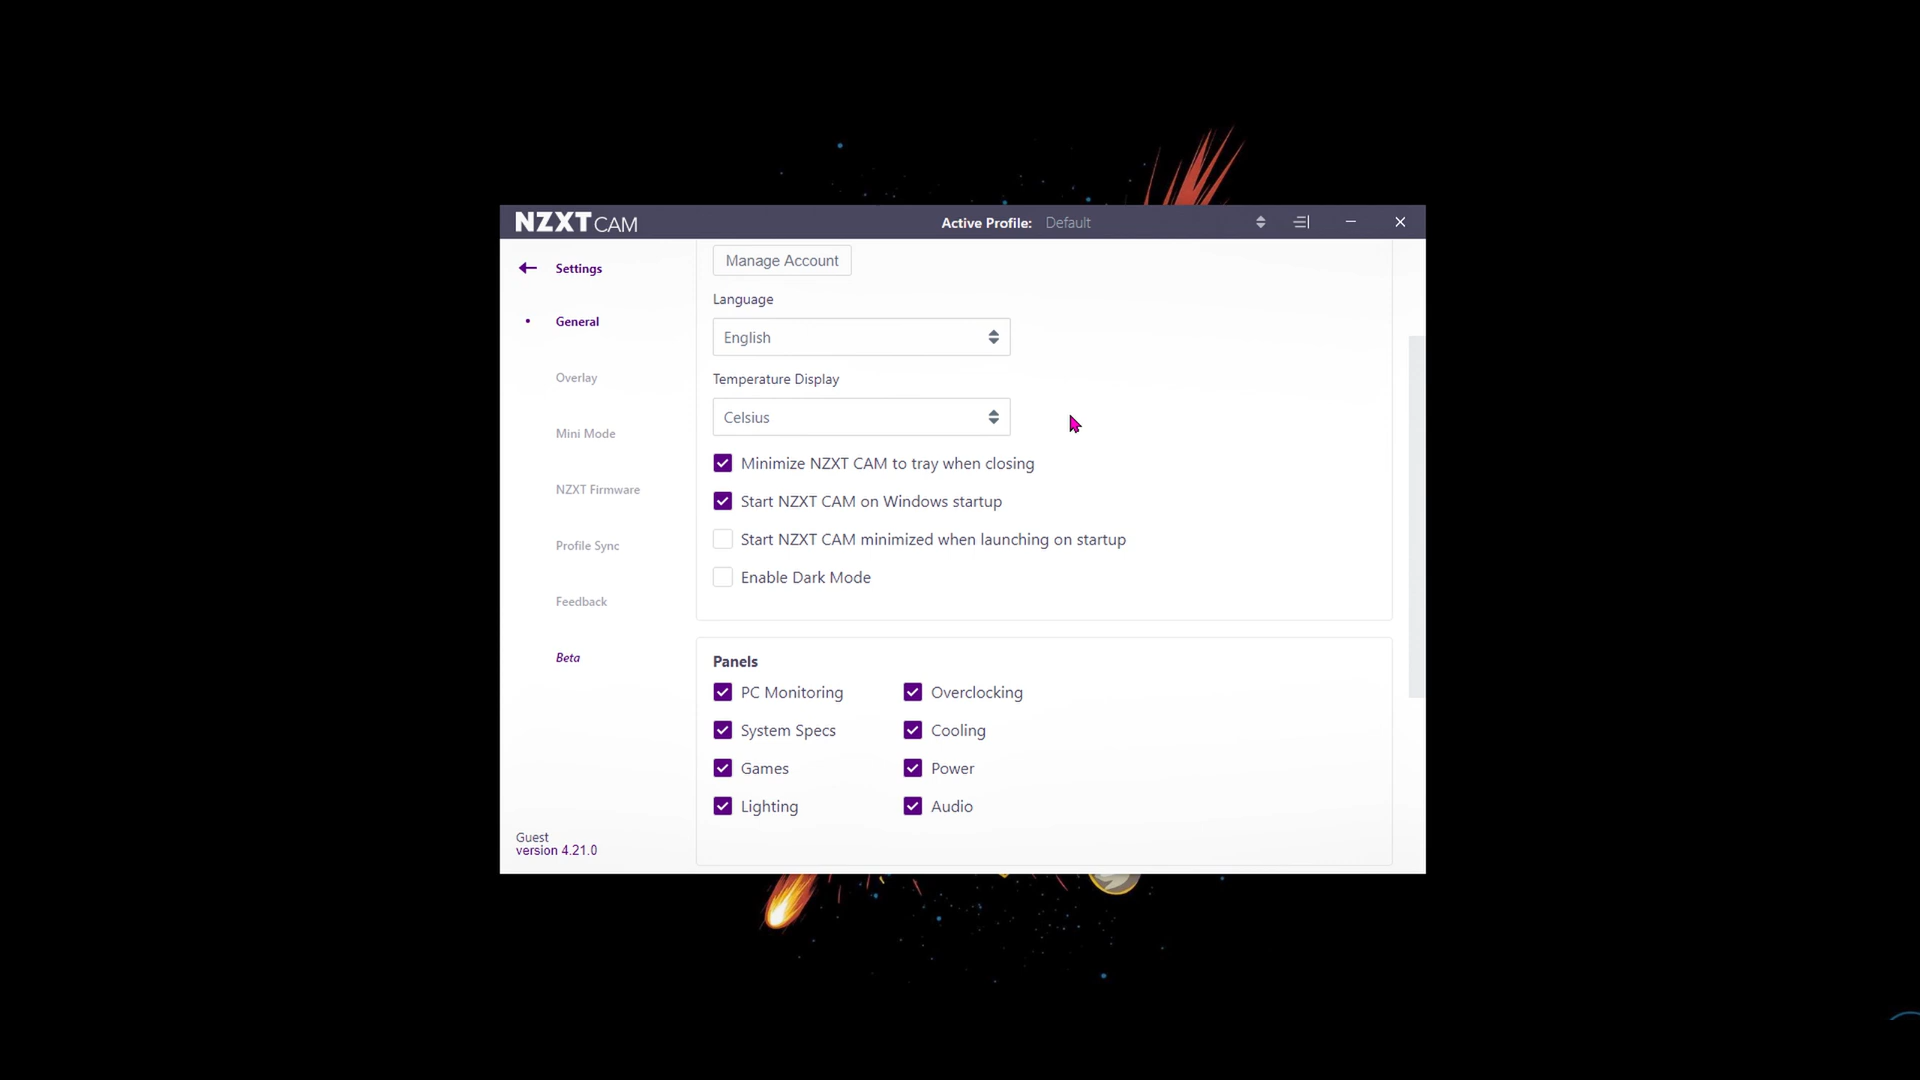 NZXT CAM
Active Profile: Default
Settings
General
Overlay
Mini Mode
NZXT Firmware
Profile Sync
Feedback
Beta
Guest
version 4.21.0
Manage Account
Language
English
Temperature Display
Celsius
Minimize NZXT CAM to tray when closing
Start NZXT CAM on Windows startup
Start NZXT CAM minimized when launching on startup
Enable Dark Mode
Panels
PC Monitoring
Overclocking
System Specs
Cooling
Games
Power
Lighting
Audio